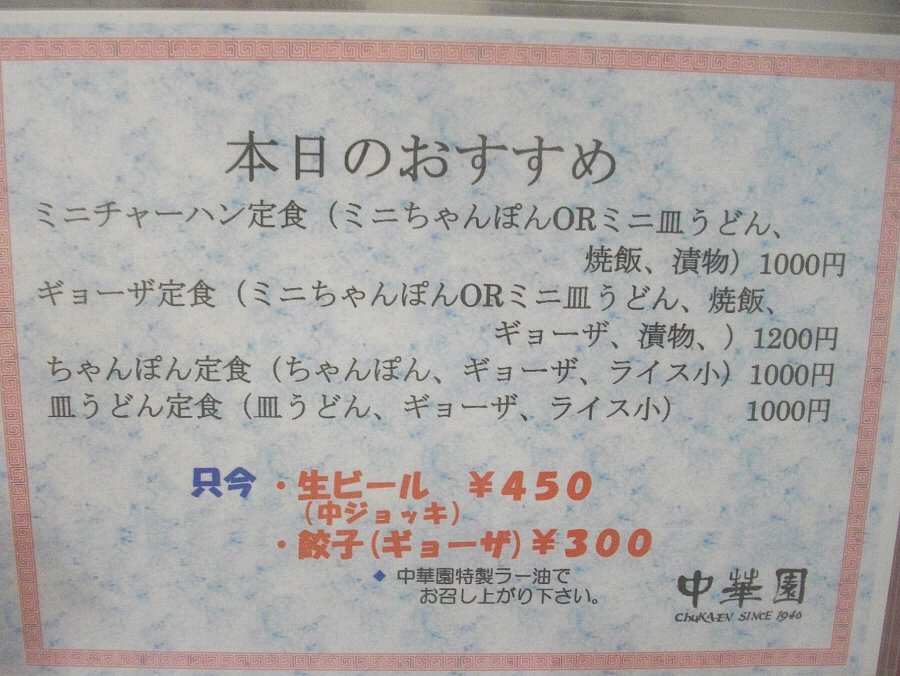 本日のおすすめ
ミニチャーハン定食（ミニちゃんぽんORミニ皿うどん、
焼飯、漬物）1000円
ギョーザ定食（ミニちゃんぽんORミニ皿うどん、焼飯、
ギョーザ、漬物、）1200円
ちゃんぽん定食（ちゃんぽん、ギョーザ、ライス小）1000円
皿うどん定食（皿うどん、ギョーザ、ライス小） 1000円
只今・生ビール ￥450
（中ジョッキ）
・餃子（ギョーザ）￥300
◆ 中華園特製ラー油で
お召し上がり下さい。
中華園
ChuKA-EN SINCE 1946